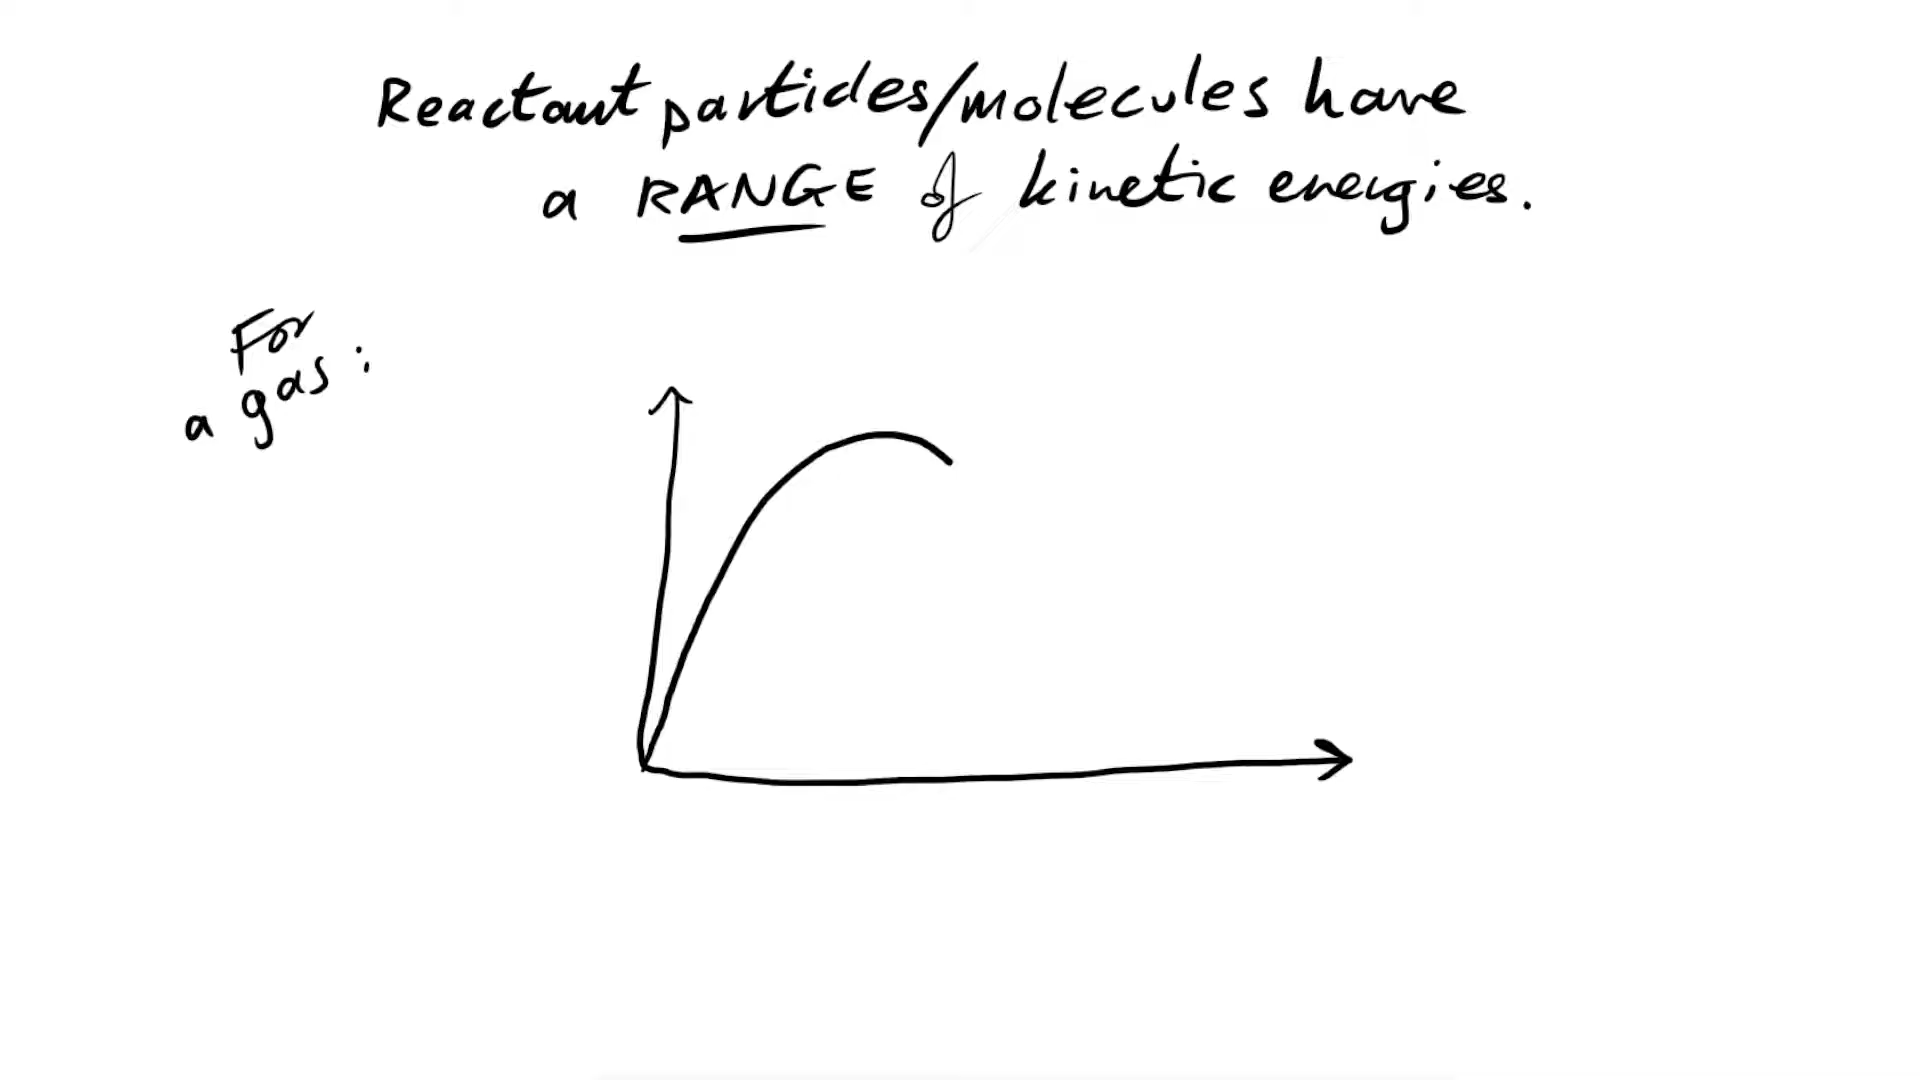 Reactant particles/molecules have
a RANGE of kinetic energies.
For
a gas: